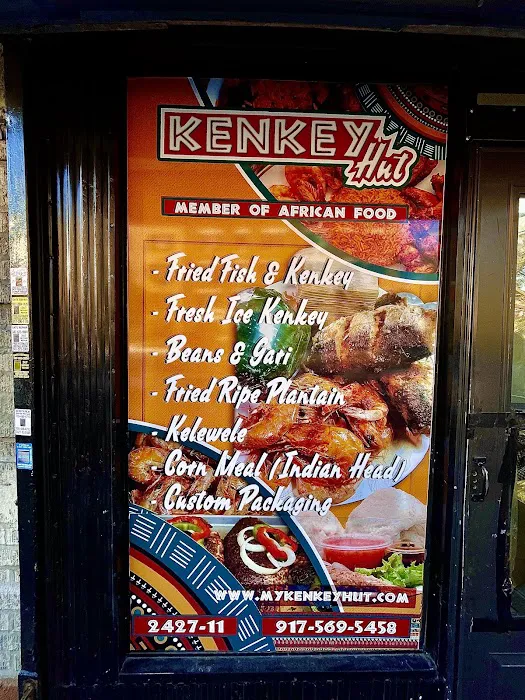 KENKEY Hut
MEMBER OF AFRICAN FOOD
- Fried Fish & Kenkey
- Fresh Ice Kenkey
- Beans & Gari
- Fried Ripe Plantain
- Kelewele
- Corn Meal (Indian Head)
Custom Packaging
WWW.MYKENKEYHUT.COM
2427-11 917-569-5458